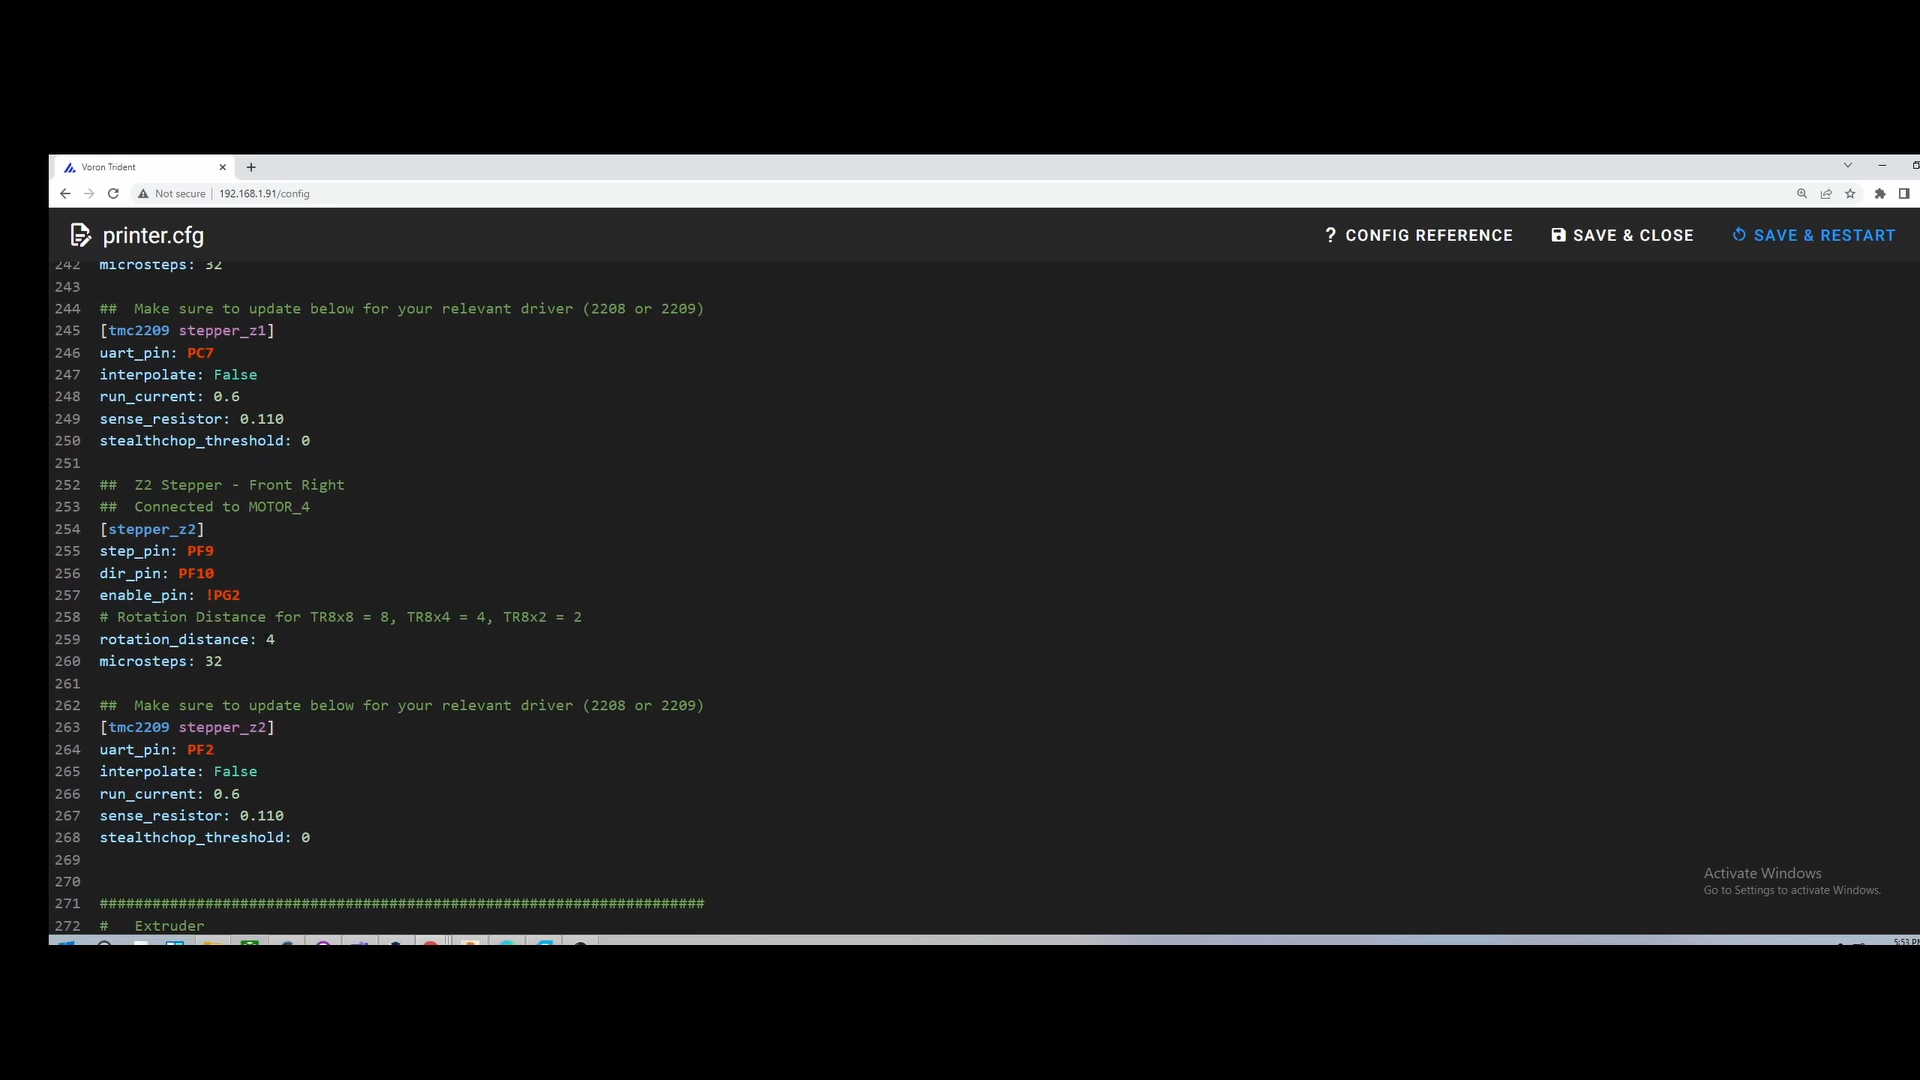 Voron Trident
Not secure 192.168.1.91/config
printer.cfg
? CONFIG REFERENCE SAVE & CLOSE SAVE & RESTART
242 microsteps: 32
243
244 ##  Make sure to update below for your relevant driver (2208 or 2209)
245 [tmc2209 stepper_z1]
246 uart_pin: PC7
247 interpolate: False
248 run_current: 0.6
249 sense_resistor: 0.110
250 stealthchop_threshold: 0
251
252 ##  Z2 Stepper - Front Right
253 ##  Connected to MOTOR_4
254 [stepper_z2]
255 step_pin: PF9
256 dir_pin: PF10
257 enable_pin: !PG2
258 # Rotation Distance for TR8x8 = 8, TR8x4 = 4, TR8x2 = 2
259 rotation_distance: 4
260 microsteps: 32
261
262 ##  Make sure to update below for your relevant driver (2208 or 2209)
263 [tmc2209 stepper_z2]
264 uart_pin: PF2
265 interpolate: False
266 run_current: 0.6
267 sense_resistor: 0.110
268 stealthchop_threshold: 0
269
270
271 #####################################################################
272 #   Extruder
Activate Windows
Go to Settings to activate Windows.